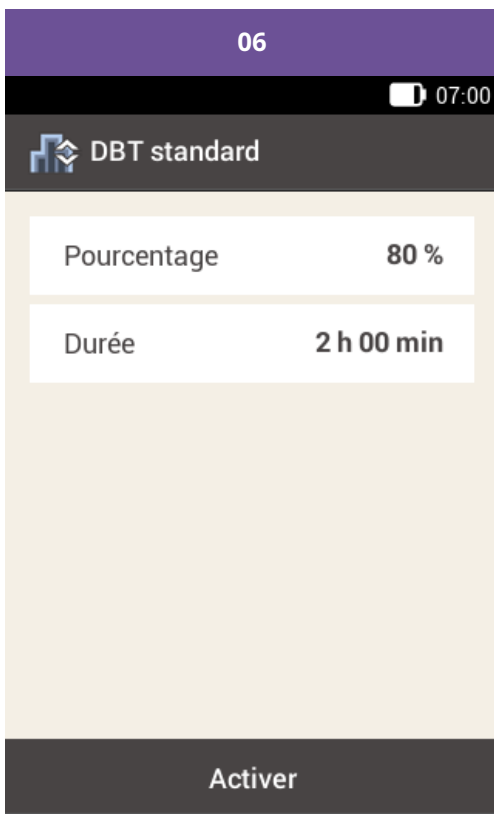 06
07:00
DBT standard
Pourcentage 80 %
Durée 2 h 00 min
Activer